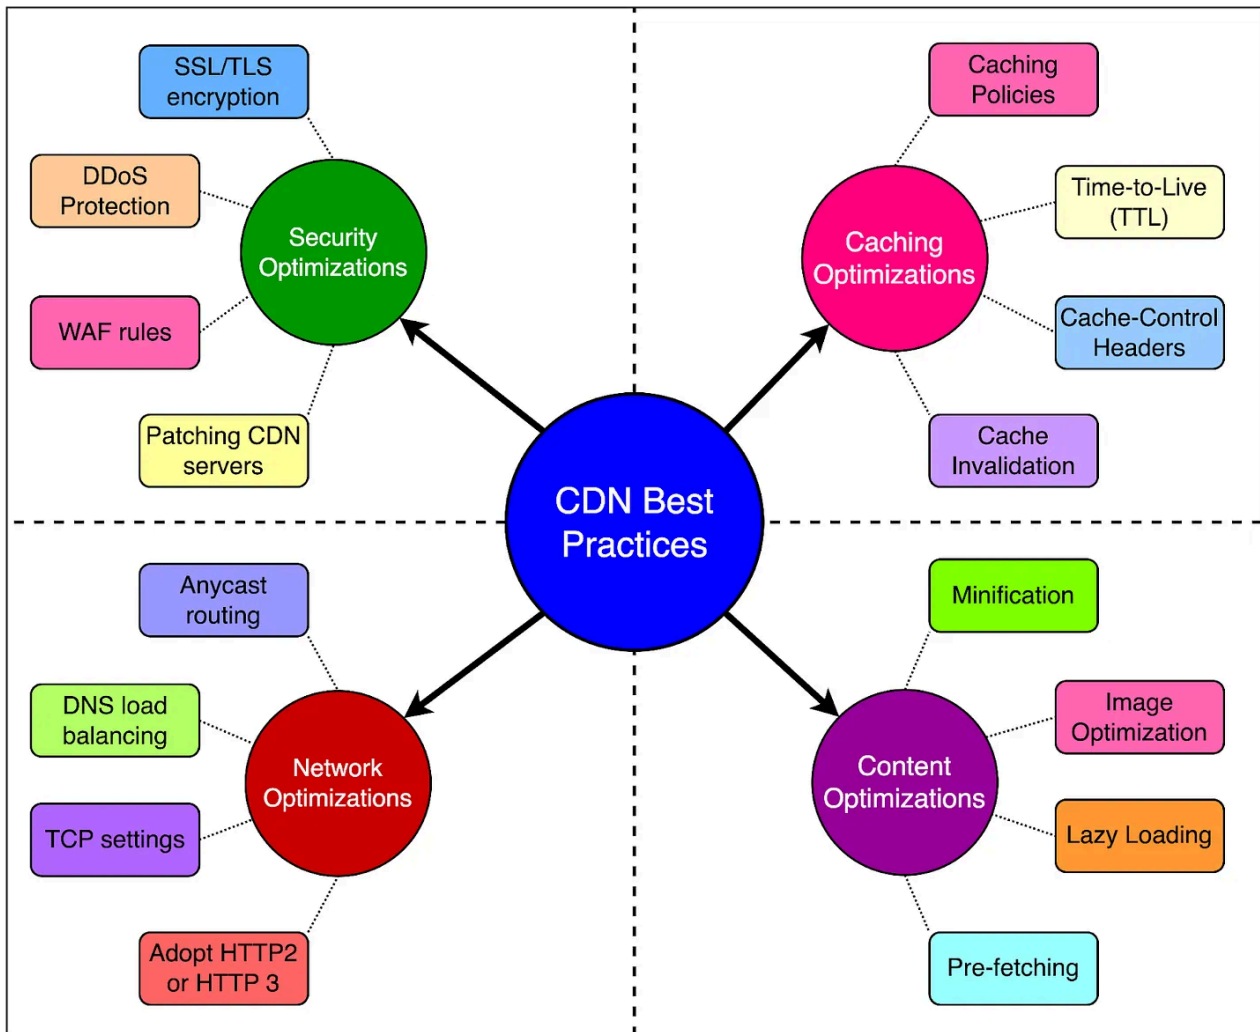 SSL/TLS
encryption
DDoS
Protection
WAF rules
Patching CDN
servers
Security
Optimizations
Caching
Policies
Time-to-Live
(TTL)
Cache-Control
Headers
Cache
Invalidation
Caching
Optimizations
CDN Best
Practices
Anycast
routing
DNS load
balancing
TCP settings
Adopt HTTP2
or HTTP 3
Network
Optimizations
Minification
Image
Optimization
Lazy Loading
Pre-fetching
Content
Optimizations